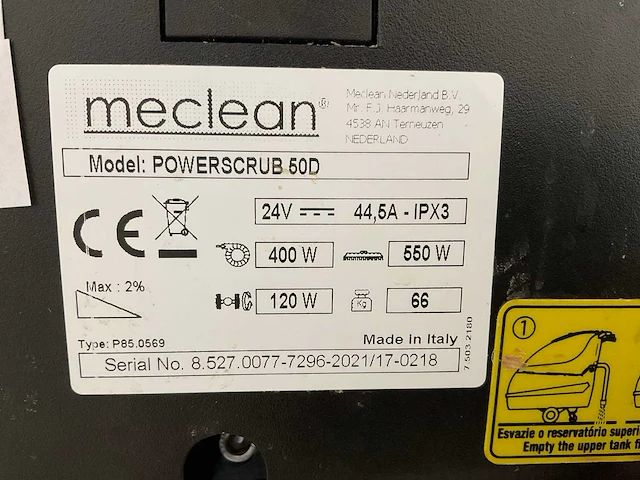 meclean®
Meclean Nederland B.V.
Mr. F.J. Haarmanweg, 29
4538 AN Terneuzen
NEDERLAND
Model: POWERSCRUB 50D
24V 44,5A - IPX3
400 W
550 W
Max : 2%
120 W
Kg
66
Type: P85.0569
Made In Italy
7.503.2180
Serial No. 8.527.0077-7296-2021/17-0218
1
Esvazie o reservatório superi
Empty the upper tank fi